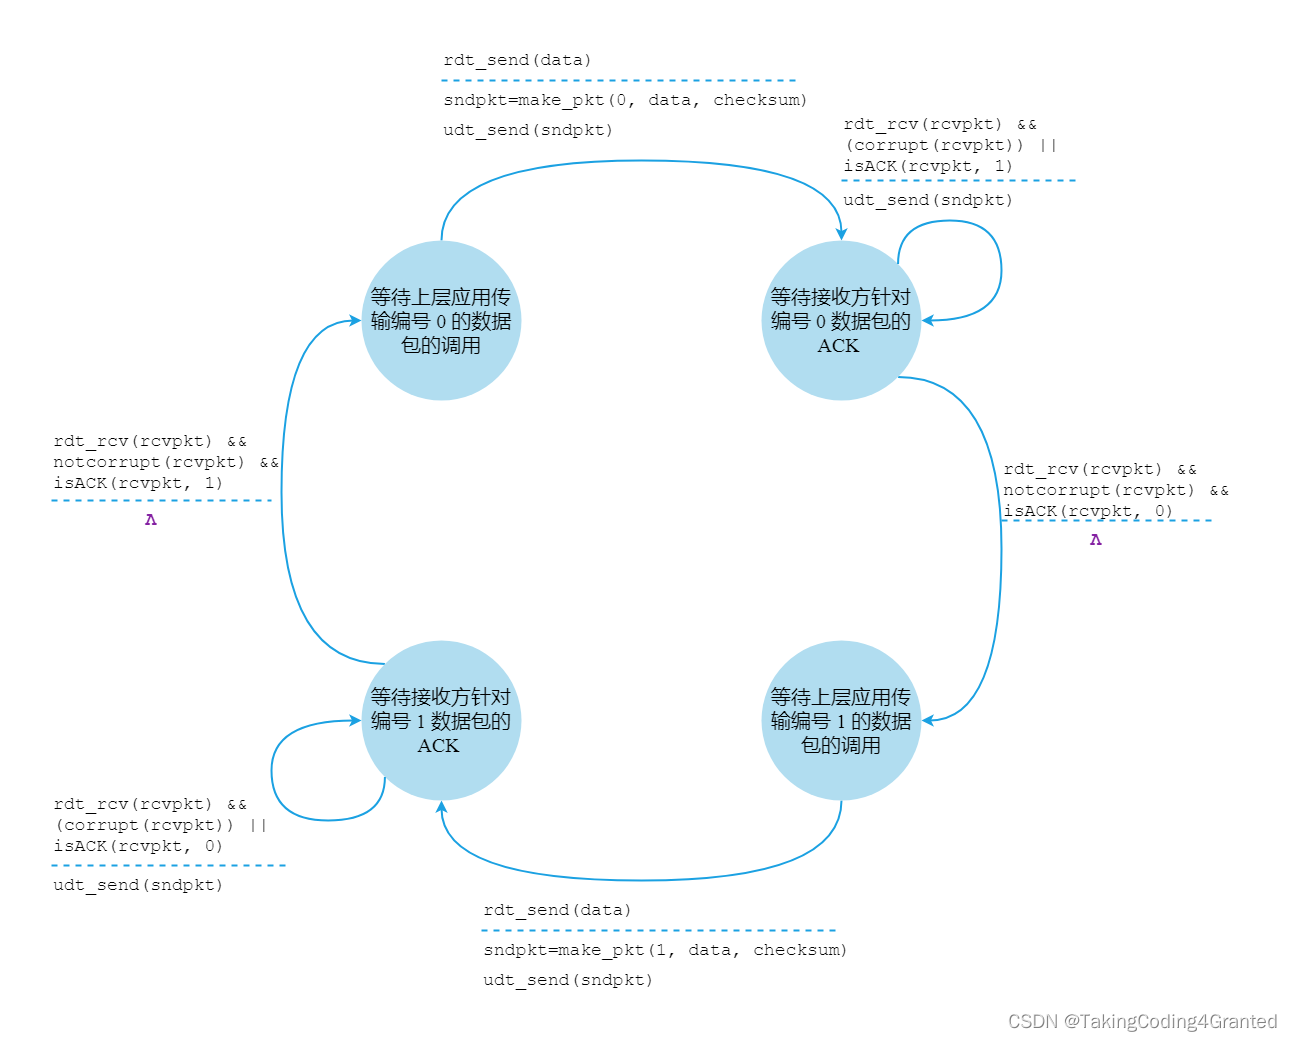 rdt_send(data)
sndpkt=make_pkt(0, data, checksum)
udt_send(sndpkt)
rdt_rcv(rcvpkt) &&
(corrupt(rcvpkt)) ||
isACK(rcvpkt, 1)
udt_send(sndpkt)
等待上层应用传
输编号 0 的数据
包的调用
等待接收方针对
编号 0 数据包的
ACK
rdt_rcv(rcvpkt) &&
notcorrupt(rcvpkt) &&
isACK(rcvpkt, 1)
Λ
rdt_rcv(rcvpkt) &&
notcorrupt(rcvpkt) &&
isACK(rcvpkt, 0)
Λ
等待接收方针对
编号 1 数据包的
ACK
等待上层应用传
输编号 1 的数据
包的调用
rdt_rcv(rcvpkt) &&
(corrupt(rcvpkt)) ||
isACK(rcvpkt, 0)
udt_send(sndpkt)
rdt_send(data)
sndpkt=make_pkt(1, data, checksum)
udt_send(sndpkt)
CSDN @TakingCoding4Granted